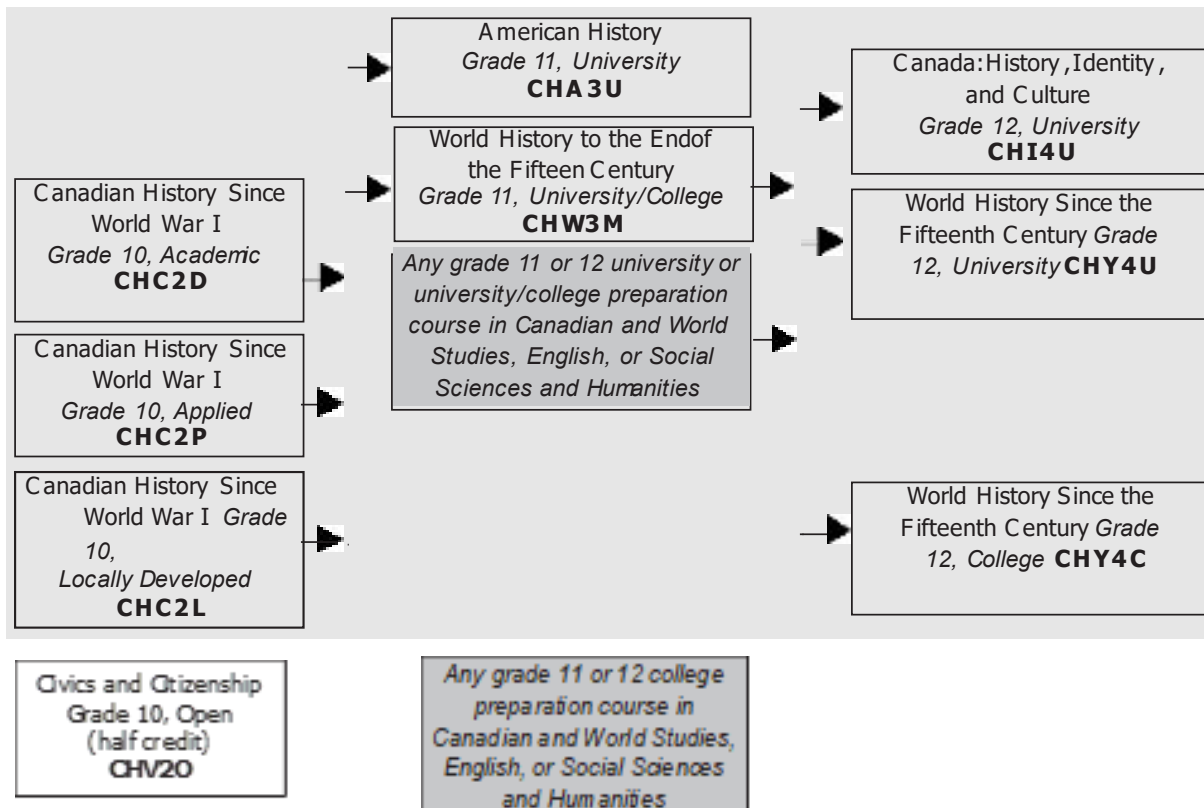 American History
Grade 11, University
CHA3U
Canada:History,Identity,
and Culture
Grade 12, University
CHI4U
World History to the Endof
the Fifteen Century
Grade 11, University/College
CHW3M
Canadian History Since
World War I
Grade 10, Academic
CHC2D
World History Since the
Fifteenth Century Grade
12, University CHY4U
Any grade 11 or 12 university or
university/college preparation
course in Canadian and World
Studies, English, or Social
Sciences and Humanities
Canadian History Since
World War I
Grade 10, Applied
CHC2P
Canadian History Since
World War I Grade
10,
Locally Developed
CHC2L
World History Since the
Fifteenth Century Grade
12, College CHY4C
Civics and Citizenship
Grade 10, Open
(half credit)
CHV2O
Any grade 11 or 12 college
preparation course in
Canadian and World Studies,
English, or Social Sciences
and Humanities